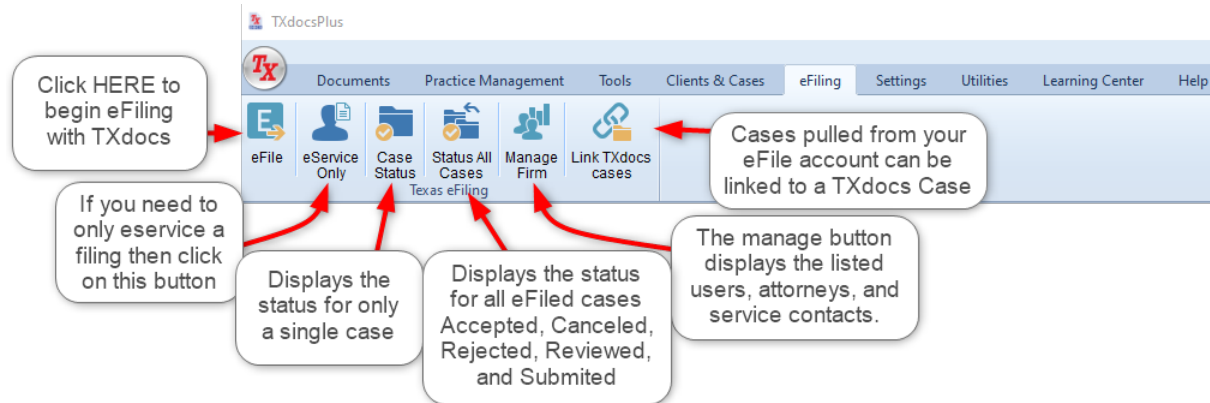 TXdocsPlus
TX
Documents Practice Management Tools Clients & Cases eFiling Settings Utilities Learning Center Help
Click HERE to
begin eFiling
with TXdocs
E
eFile
eService
Only
Case
Status
Status All
Cases
Manage
Firm
Link TXdocs
cases
Texas eFiling
Cases pulled from your
eFile account can be
linked to a TXdocs Case
If you need to
only eservice a
filing then click
on this button
Displays the
status for only
a single case
Displays the status
for all eFiled cases
Accepted, Canceled,
Rejected, Reviewed,
and Submited
The manage button
displays the listed
users, attorneys, and
service contacts.